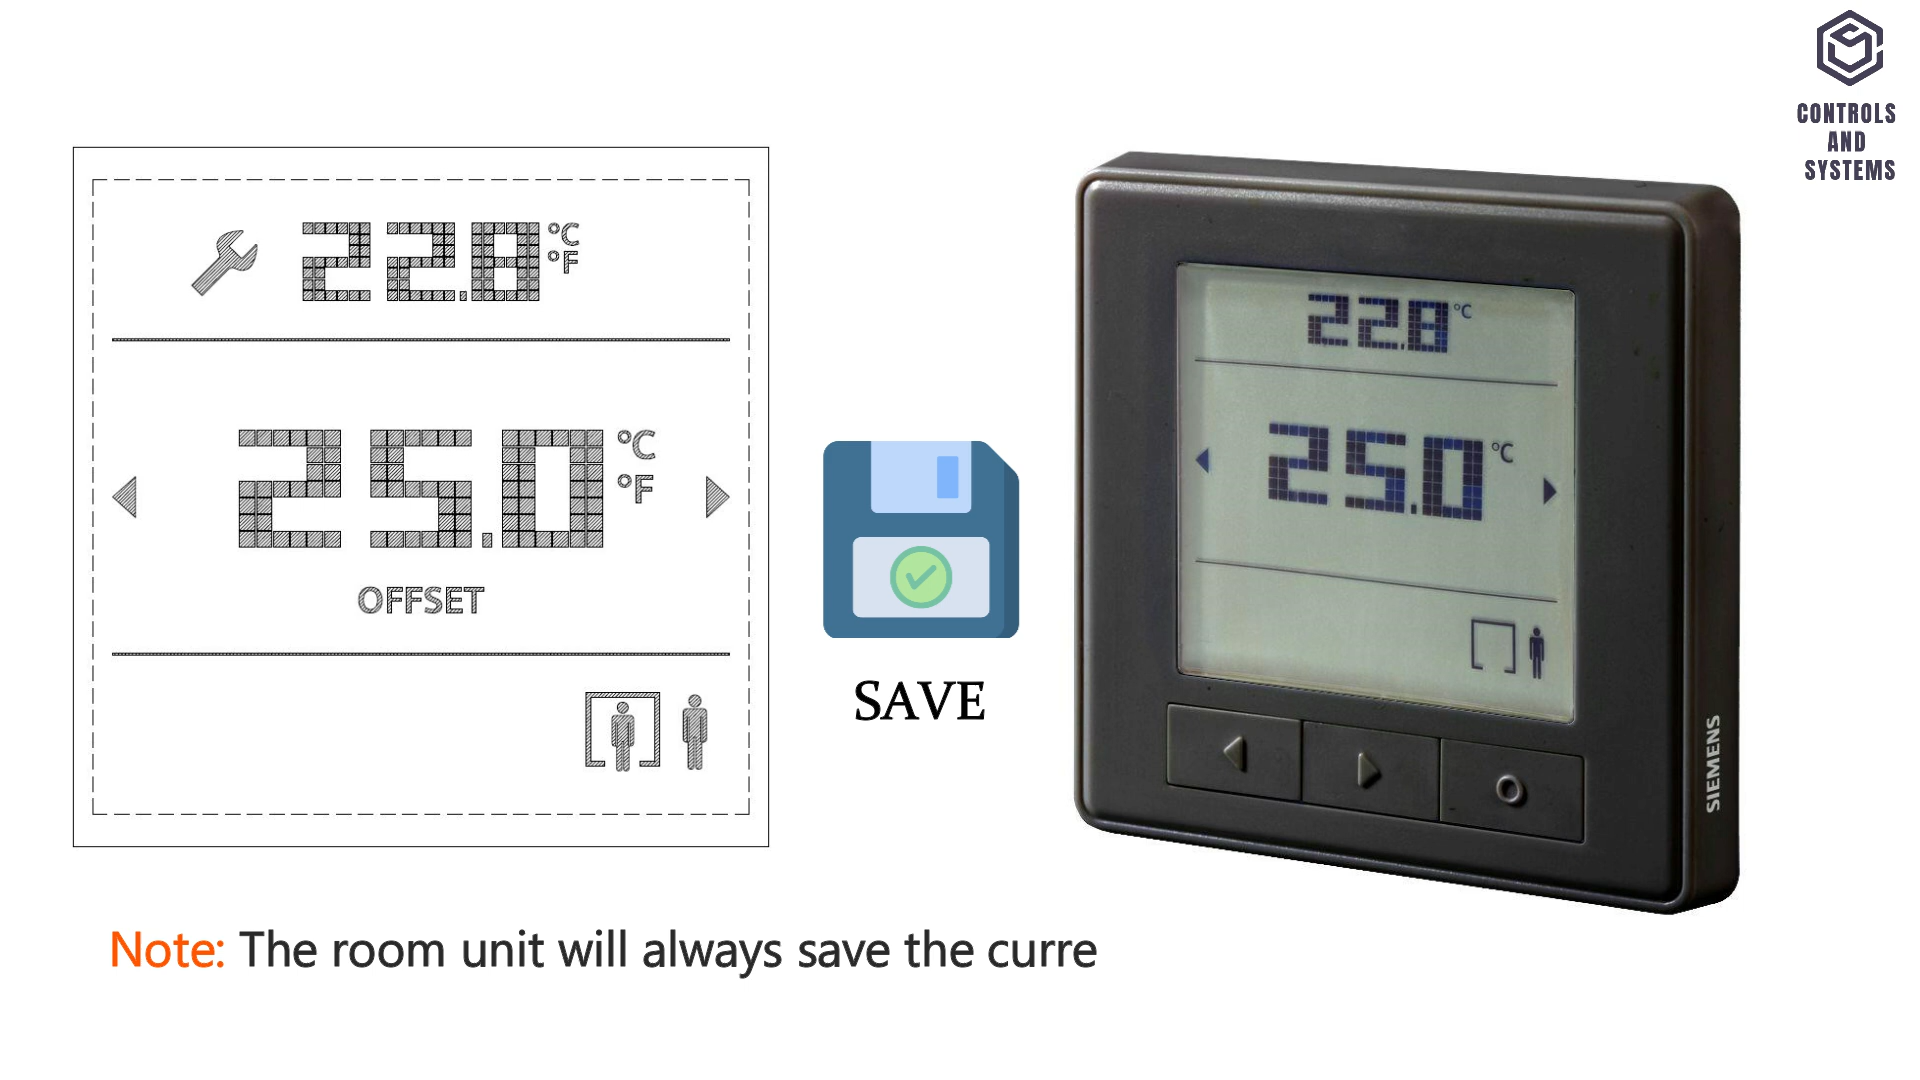 CONTROLS
AND
SYSTEMS
22.8 °C
°F
25.0 °C
°F
OFFSET
SAVE
22.8 °C
25.0 °C
SIEMENS
Note: The room unit will always save the curre